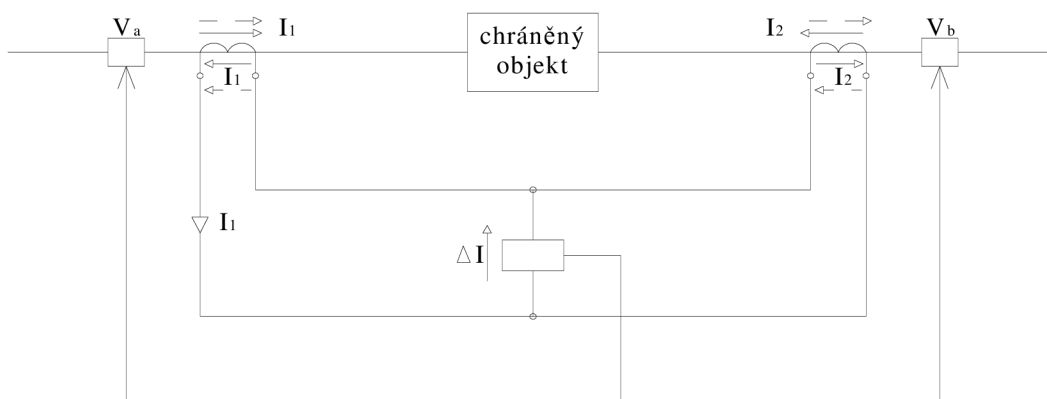 Va
I1
chráněný
objekt
I2
Vb
I1
I2
I1
ΔI